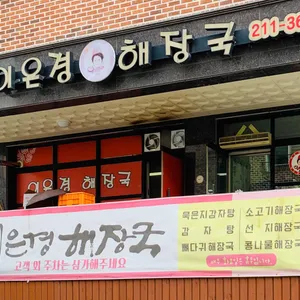 이은경 해장국 211-36
이은경 해장국
이은경 해장국
고객 외 주차는 삼가해주세요
묵은지감자탕 소고기해장국
감자탕 선지해장국
뼈다귀해장국 콩나물해장국